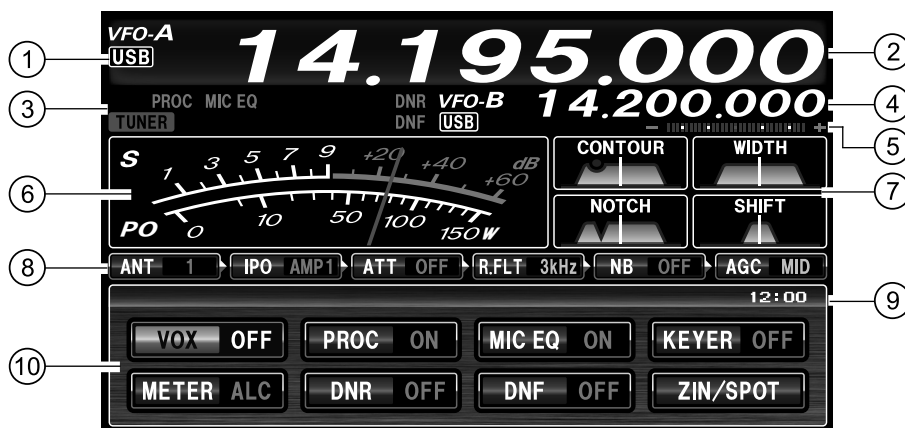 VFO-A
USB
14.195.000
PROC MIC EQ
TUNER
DNR
DNF
VFO-B
USB
14.200.000
- +
S
1 3 5 7 9 +20 +40 +60 dB
PO
0 10 50 100 150 W
CONTOUR
WIDTH
NOTCH
SHIFT
ANT 1
IPO AMP1
ATT OFF
R.FLT 3kHz
NB OFF
AGC MID
12:00
VOX OFF
PROC ON
MIC EQ ON
KEYER OFF
METER ALC
DNR OFF
DNF OFF
ZIN/SPOT
1
2
3
4
5
6
7
8
9
10